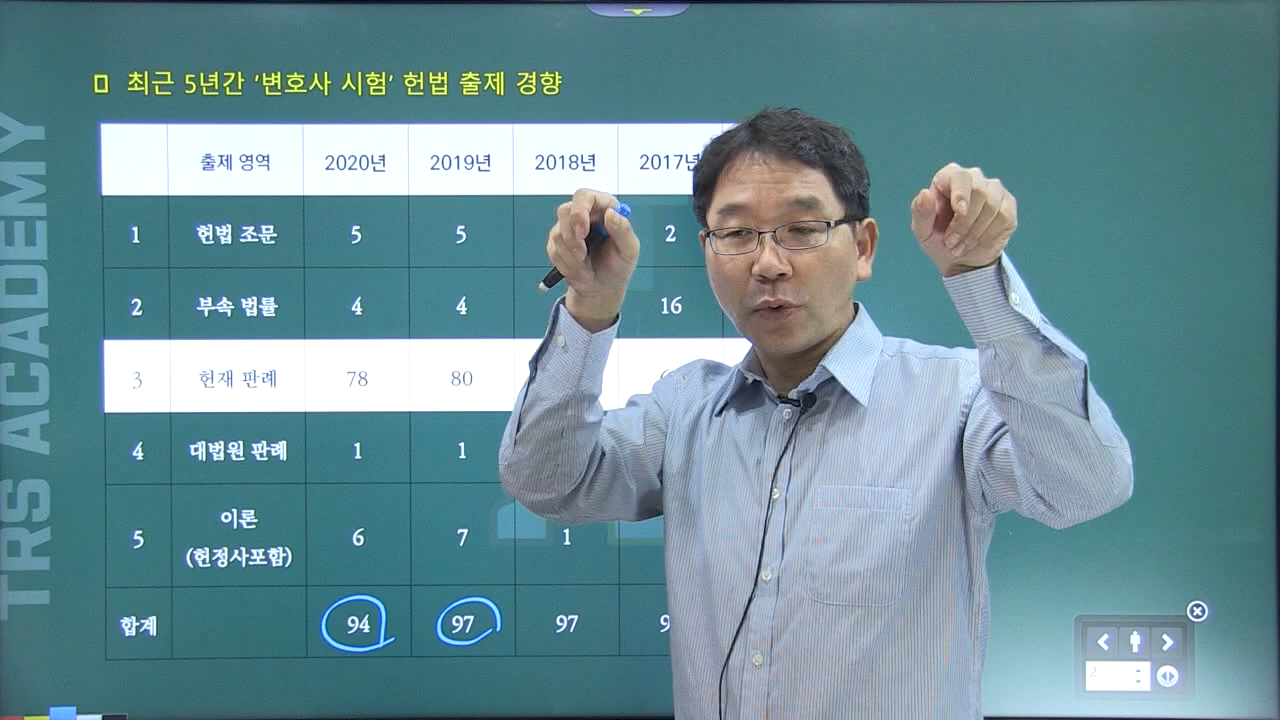 최근 5년간 '변호사 시험' 헌법 출제 경향
출제 영역 2020년 2019년 2018년 2017년
1 헌법 조문 5 5 2
2 부속 법률 4 4 16
3 헌재 판례 78 80
4 대법원 판례 1 1
5 이론 (헌정사포함) 6 7 1
합계 94 97 97
TRS ACADEMY
2